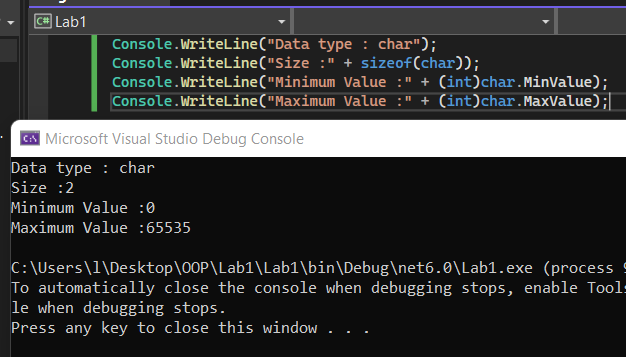 C# Lab1
Console.WriteLine("Data type : char");
Console.WriteLine("Size :" + sizeof(char));
Console.WriteLine("Minimum Value :" + (int)char.MinValue);
Console.WriteLine("Maximum Value :" + (int)char.MaxValue);
C:\ Microsoft Visual Studio Debug Console
Data type : char
Size :2
Minimum Value :0
Maximum Value :65535
C:\Users\l\Desktop\OOP\Lab1\Lab1\bin\Debug\net6.0\Lab1.exe (process 9
To automatically close the console when debugging stops, enable Tools
le when debugging stops.
Press any key to close this window . . .